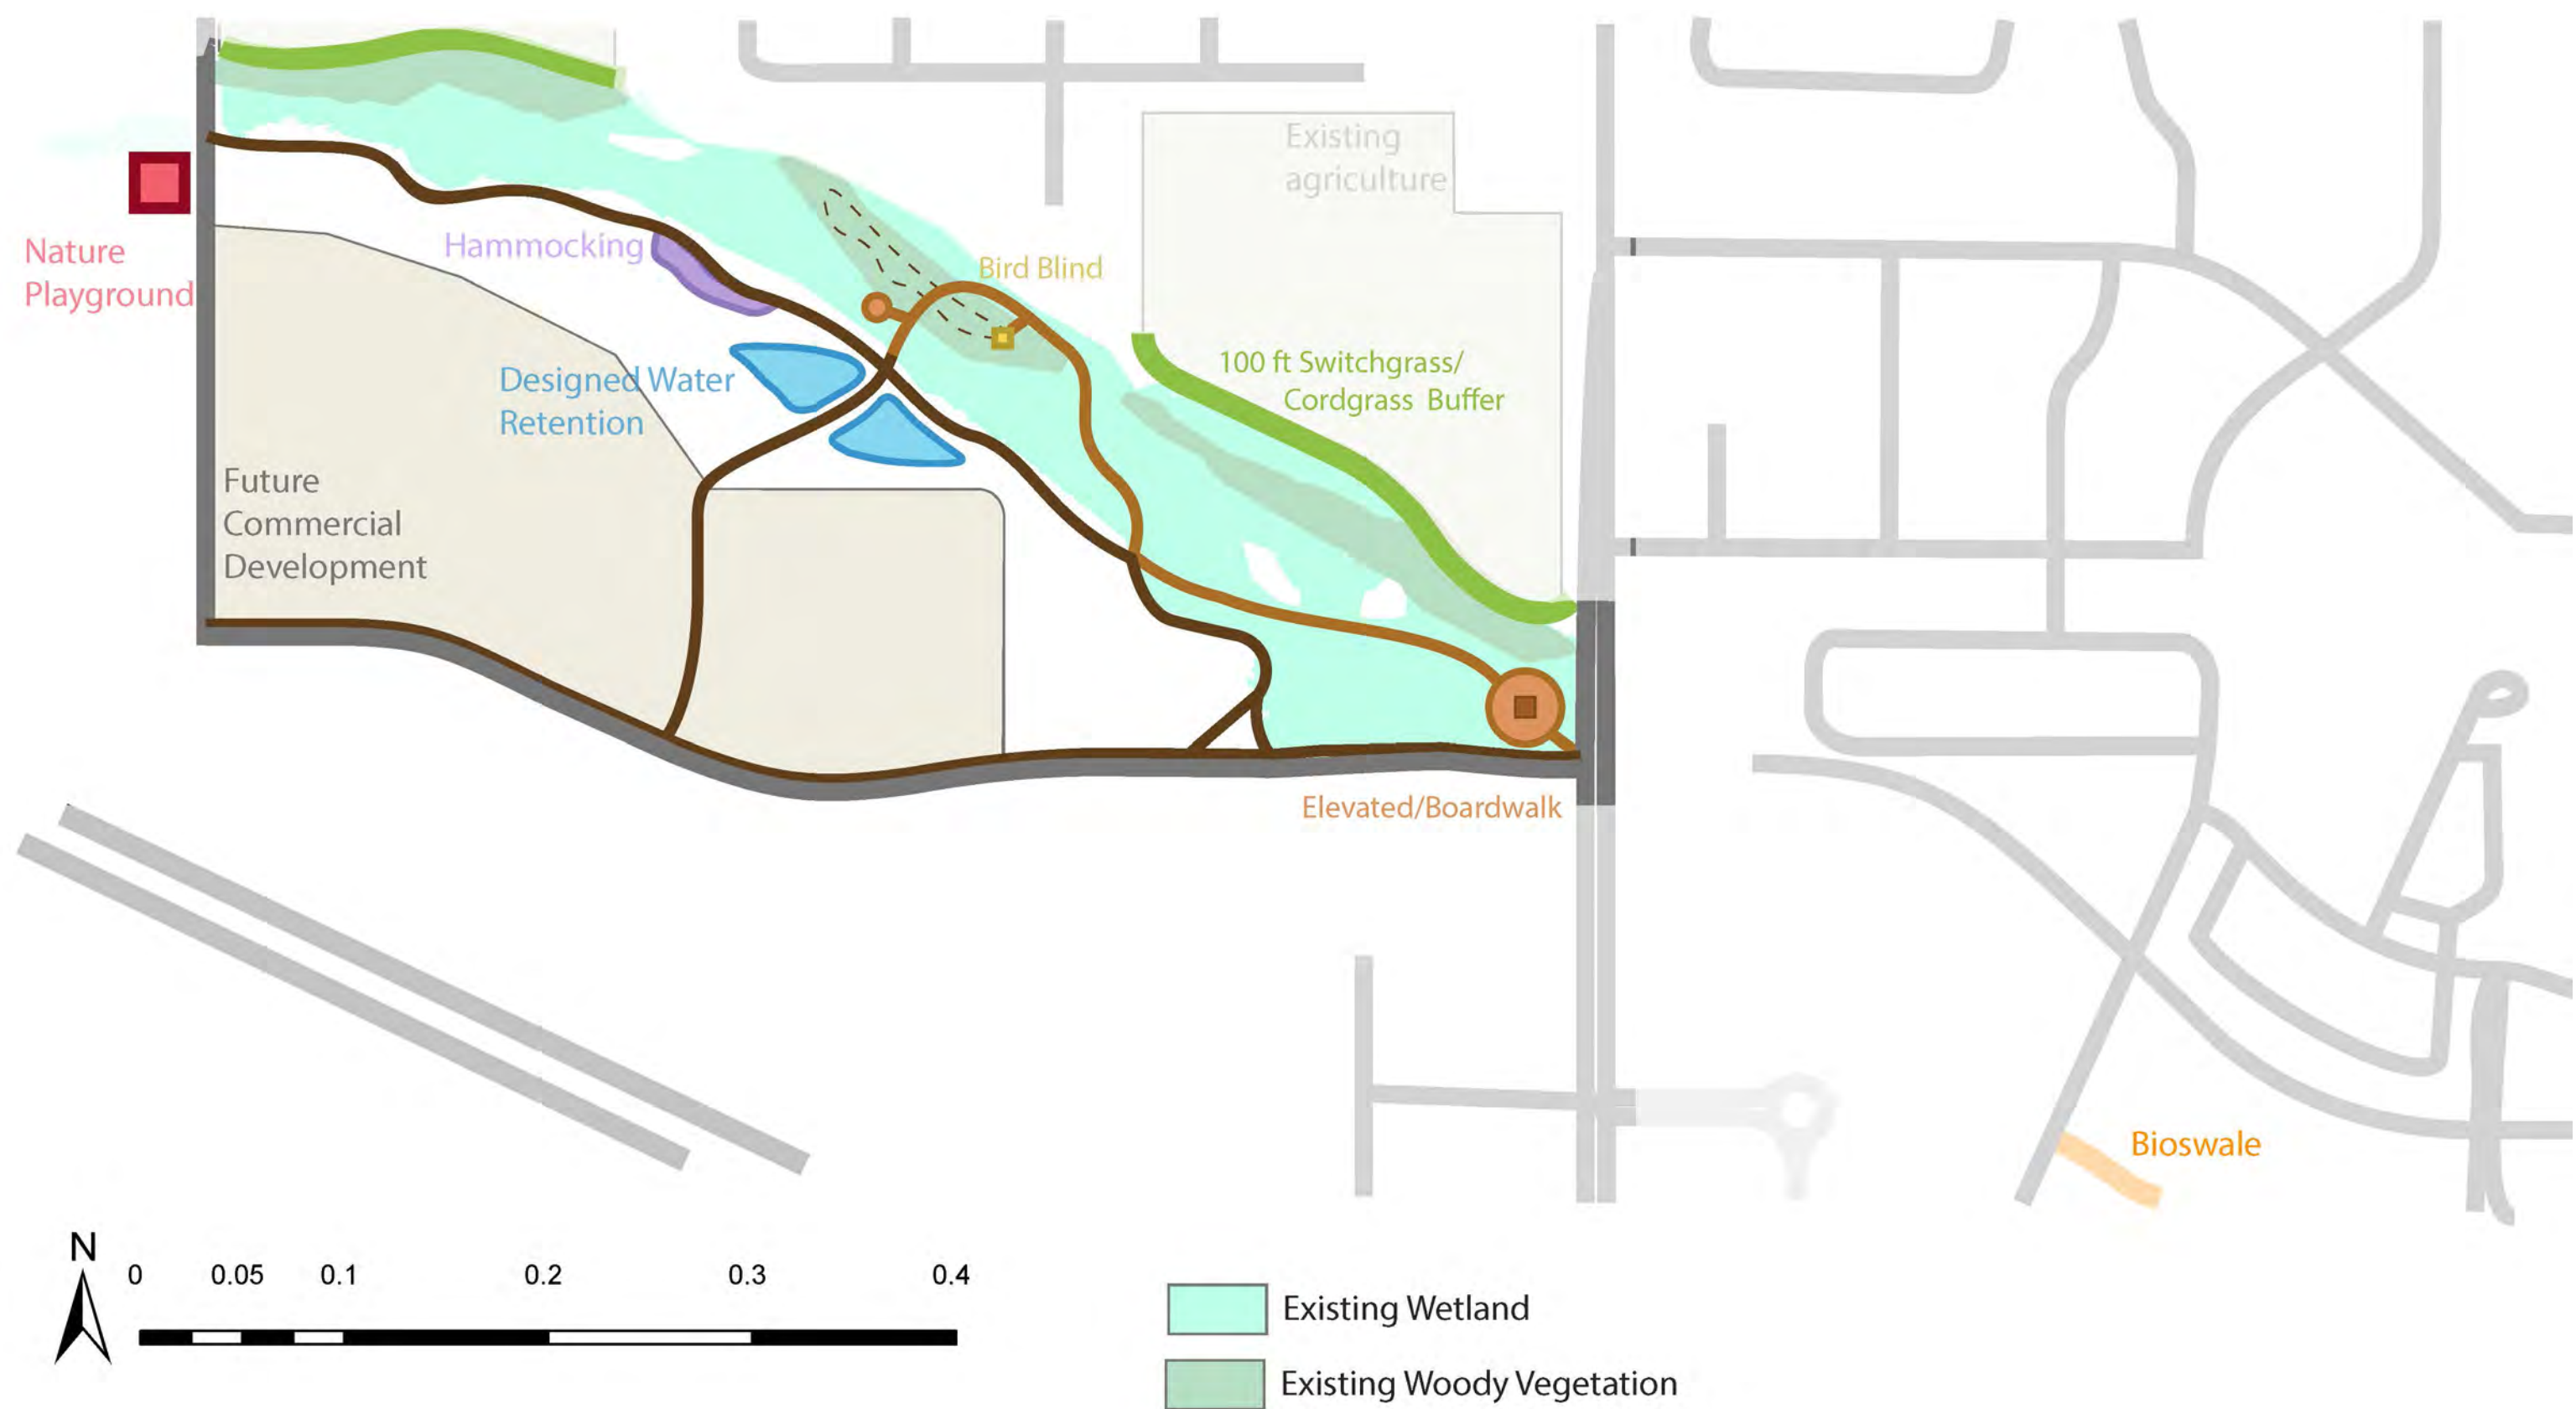 Existing
agriculture
Nature
Playground
Hammocking
Bird Blind
100 ft Switchgrass/
Cordgrass Buffer
Designed Water
Retention
Future
Commercial
Development
Elevated/Boardwalk
Bioswale
N
0 0.05 0.1 0.2 0.3 0.4
Existing Wetland
Existing Woody Vegetation